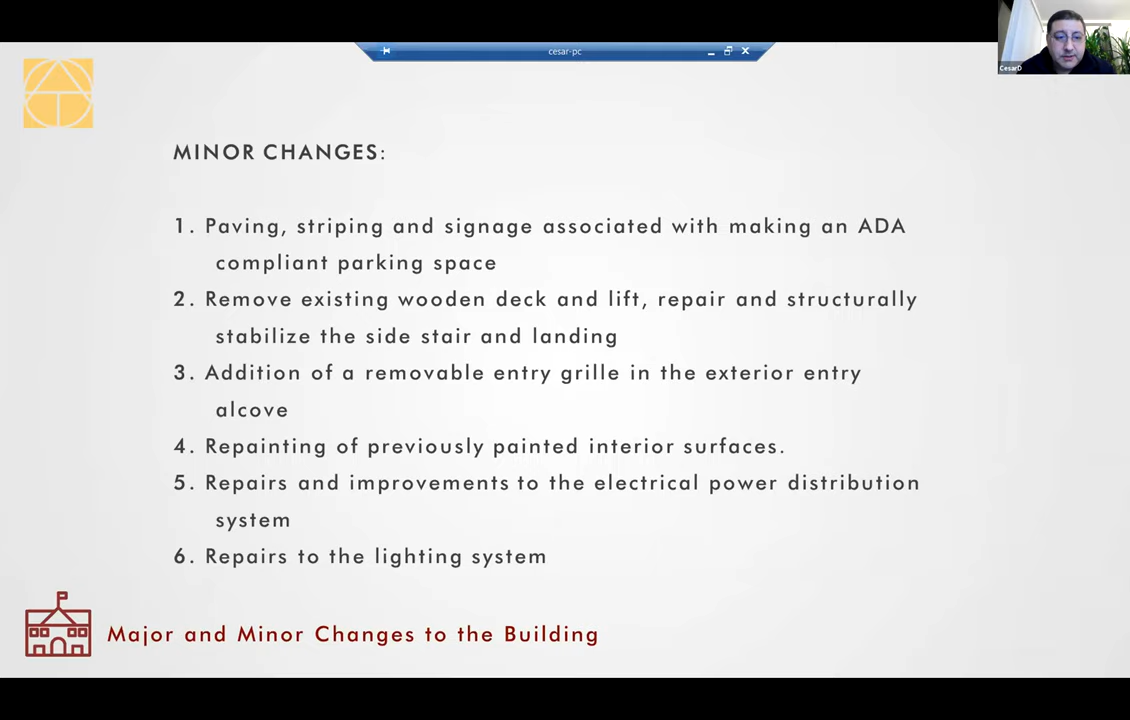 cesar-pc
CesarD
MINOR CHANGES:
1. Paving, striping and signage associated with making an ADA
compliant parking space
2. Remove existing wooden deck and lift, repair and structurally
stabilize the side stair and landing
3. Addition of a removable entry grille in the exterior entry
alcove
4. Repainting of previously painted interior surfaces.
5. Repairs and improvements to the electrical power distribution
system
6. Repairs to the lighting system
Major and Minor Changes to the Building